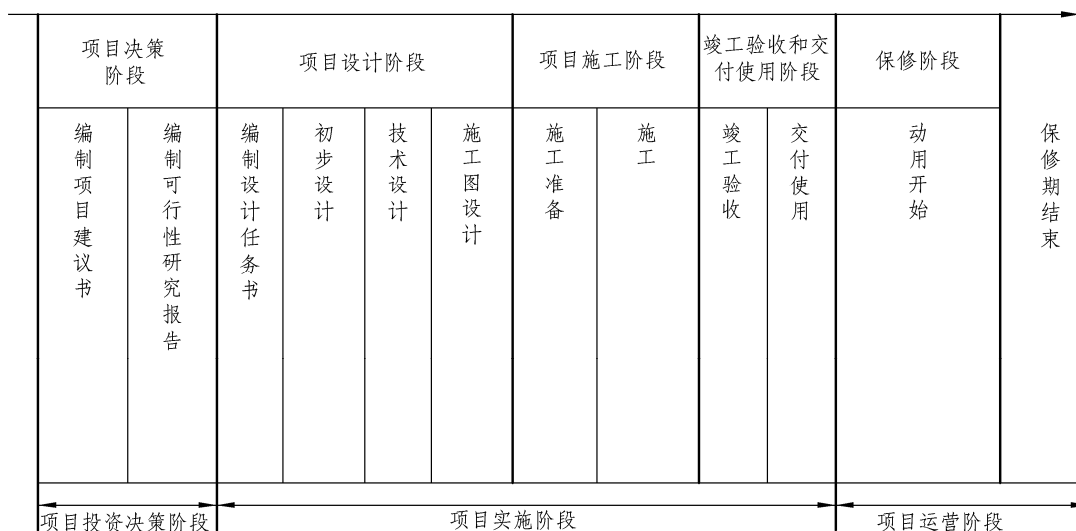 项目决策
阶段
项目设计阶段
项目施工阶段
竣工验收和交
付使用阶段
保修阶段
编制项目建议书
编制可行性研究报告
编制设计任务书
初步设计
技术设计
施工图设计
施工准备
施工
竣工验收
交付使用
动用开始
保修期结束
项目投资决策阶段
项目实施阶段
项目运营阶段